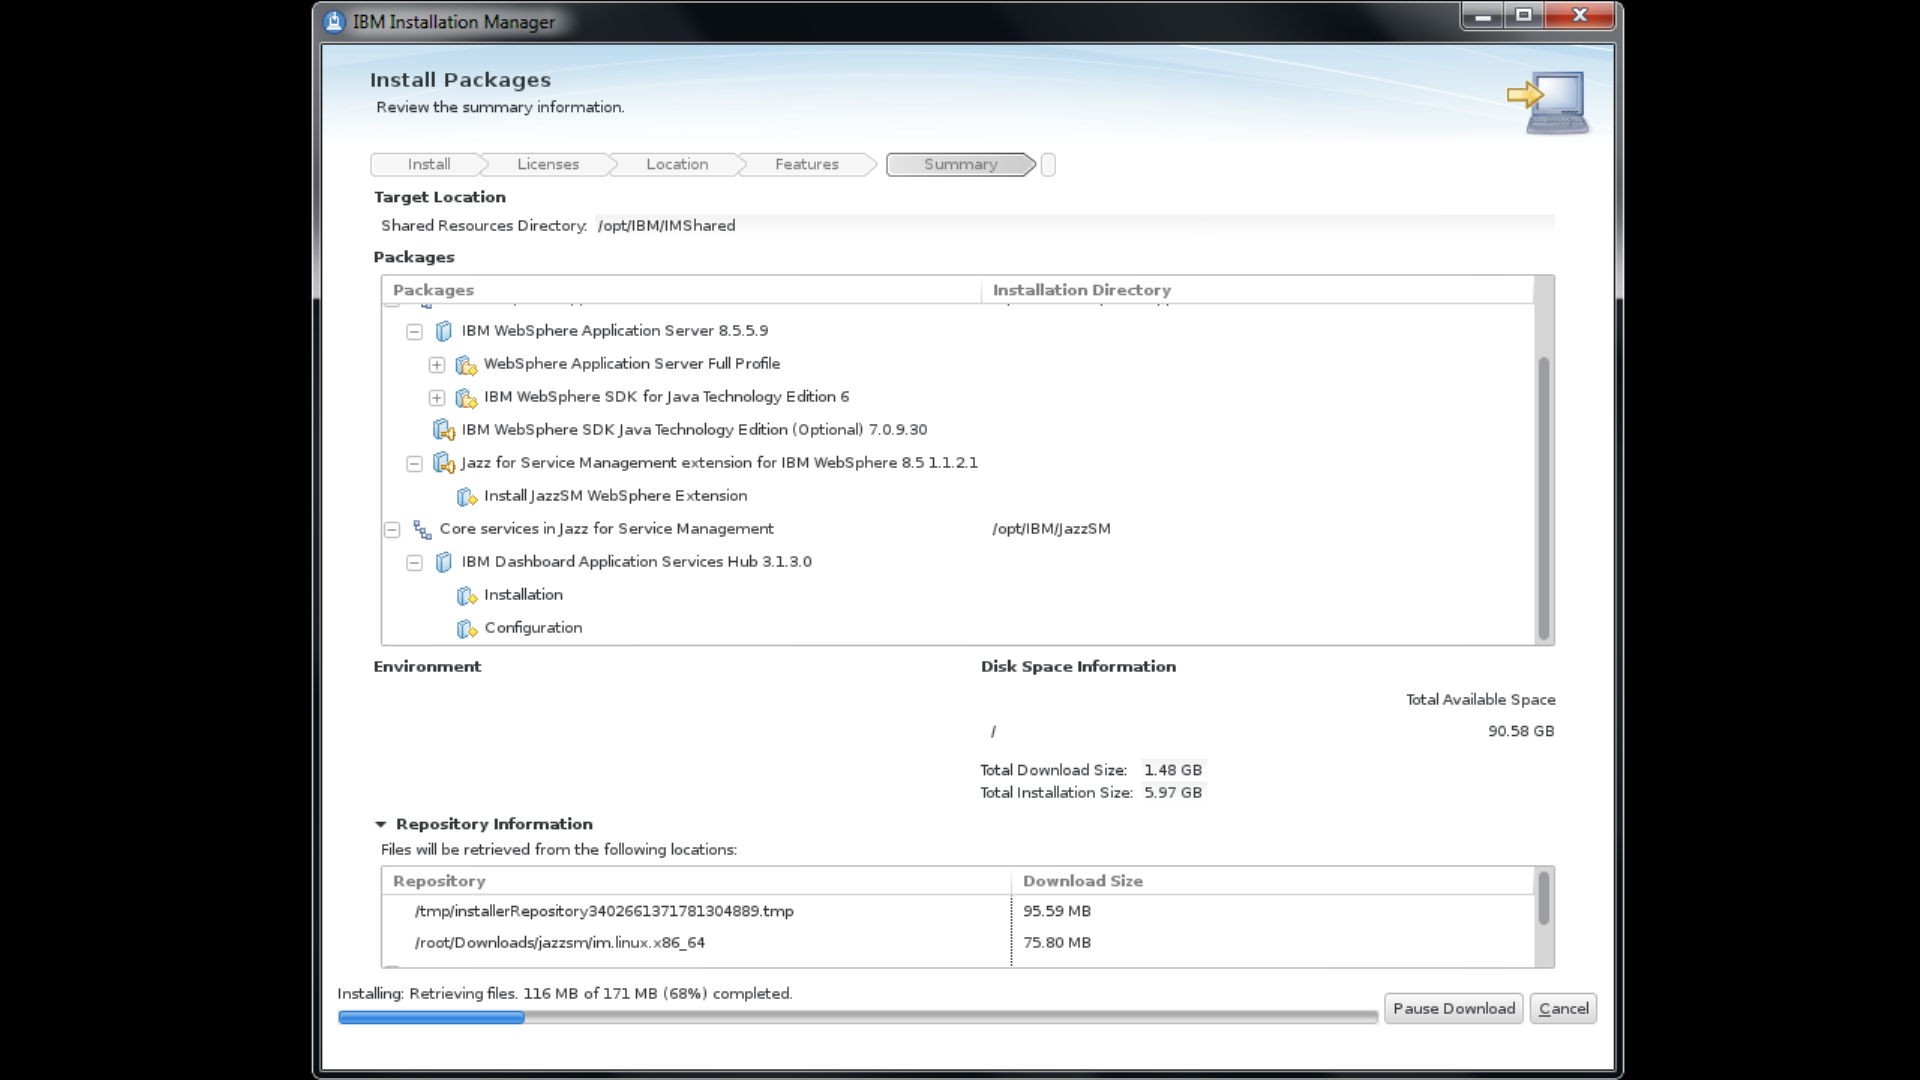 IBM Installation Manager
Install Packages
Review the summary information.
Install Licenses Location Features Summary
Target Location
Shared Resources Directory: /opt/IBM/IMShared
Packages
Packages Installation Directory
IBM WebSphere Application Server 8.5.5.9
WebSphere Application Server Full Profile
IBM WebSphere SDK for Java Technology Edition 6
IBM WebSphere SDK Java Technology Edition (Optional) 7.0.9.30
Jazz for Service Management extension for IBM WebSphere 8.5 1.1.2.1
Install JazzSM WebSphere Extension
Core services in Jazz for Service Management /opt/IBM/JazzSM
IBM Dashboard Application Services Hub 3.1.3.0
Installation
Configuration
Environment Disk Space Information
Total Available Space
/ 90.58 GB
Total Download Size: 1.48 GB
Total Installation Size: 5.97 GB
Repository Information
Files will be retrieved from the following locations:
Repository Download Size
/tmp/installerRepository3402661371781304889.tmp 95.59 MB
/root/Downloads/jazzsm/im.linux.x86_64 75.80 MB
Installing: Retrieving files. 116 MB of 171 MB (68%) completed.
Pause Download Cancel